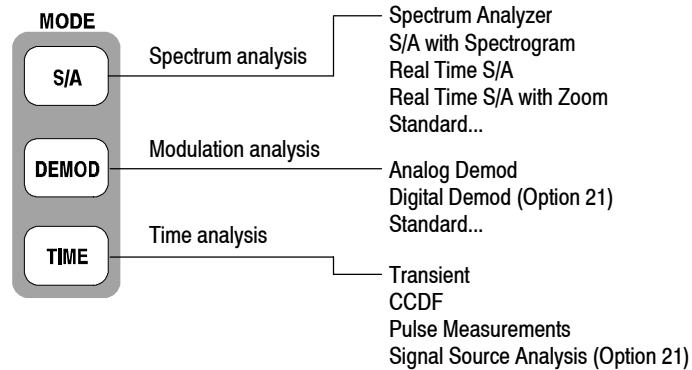 MODE
S/A
Spectrum analysis
Spectrum Analyzer
S/A with Spectrogram
Real Time S/A
Real Time S/A with Zoom
Standard...
DEMOD
Modulation analysis
Analog Demod
Digital Demod (Option 21)
Standard...
TIME
Time analysis
Transient
CCDF
Pulse Measurements
Signal Source Analysis (Option 21)